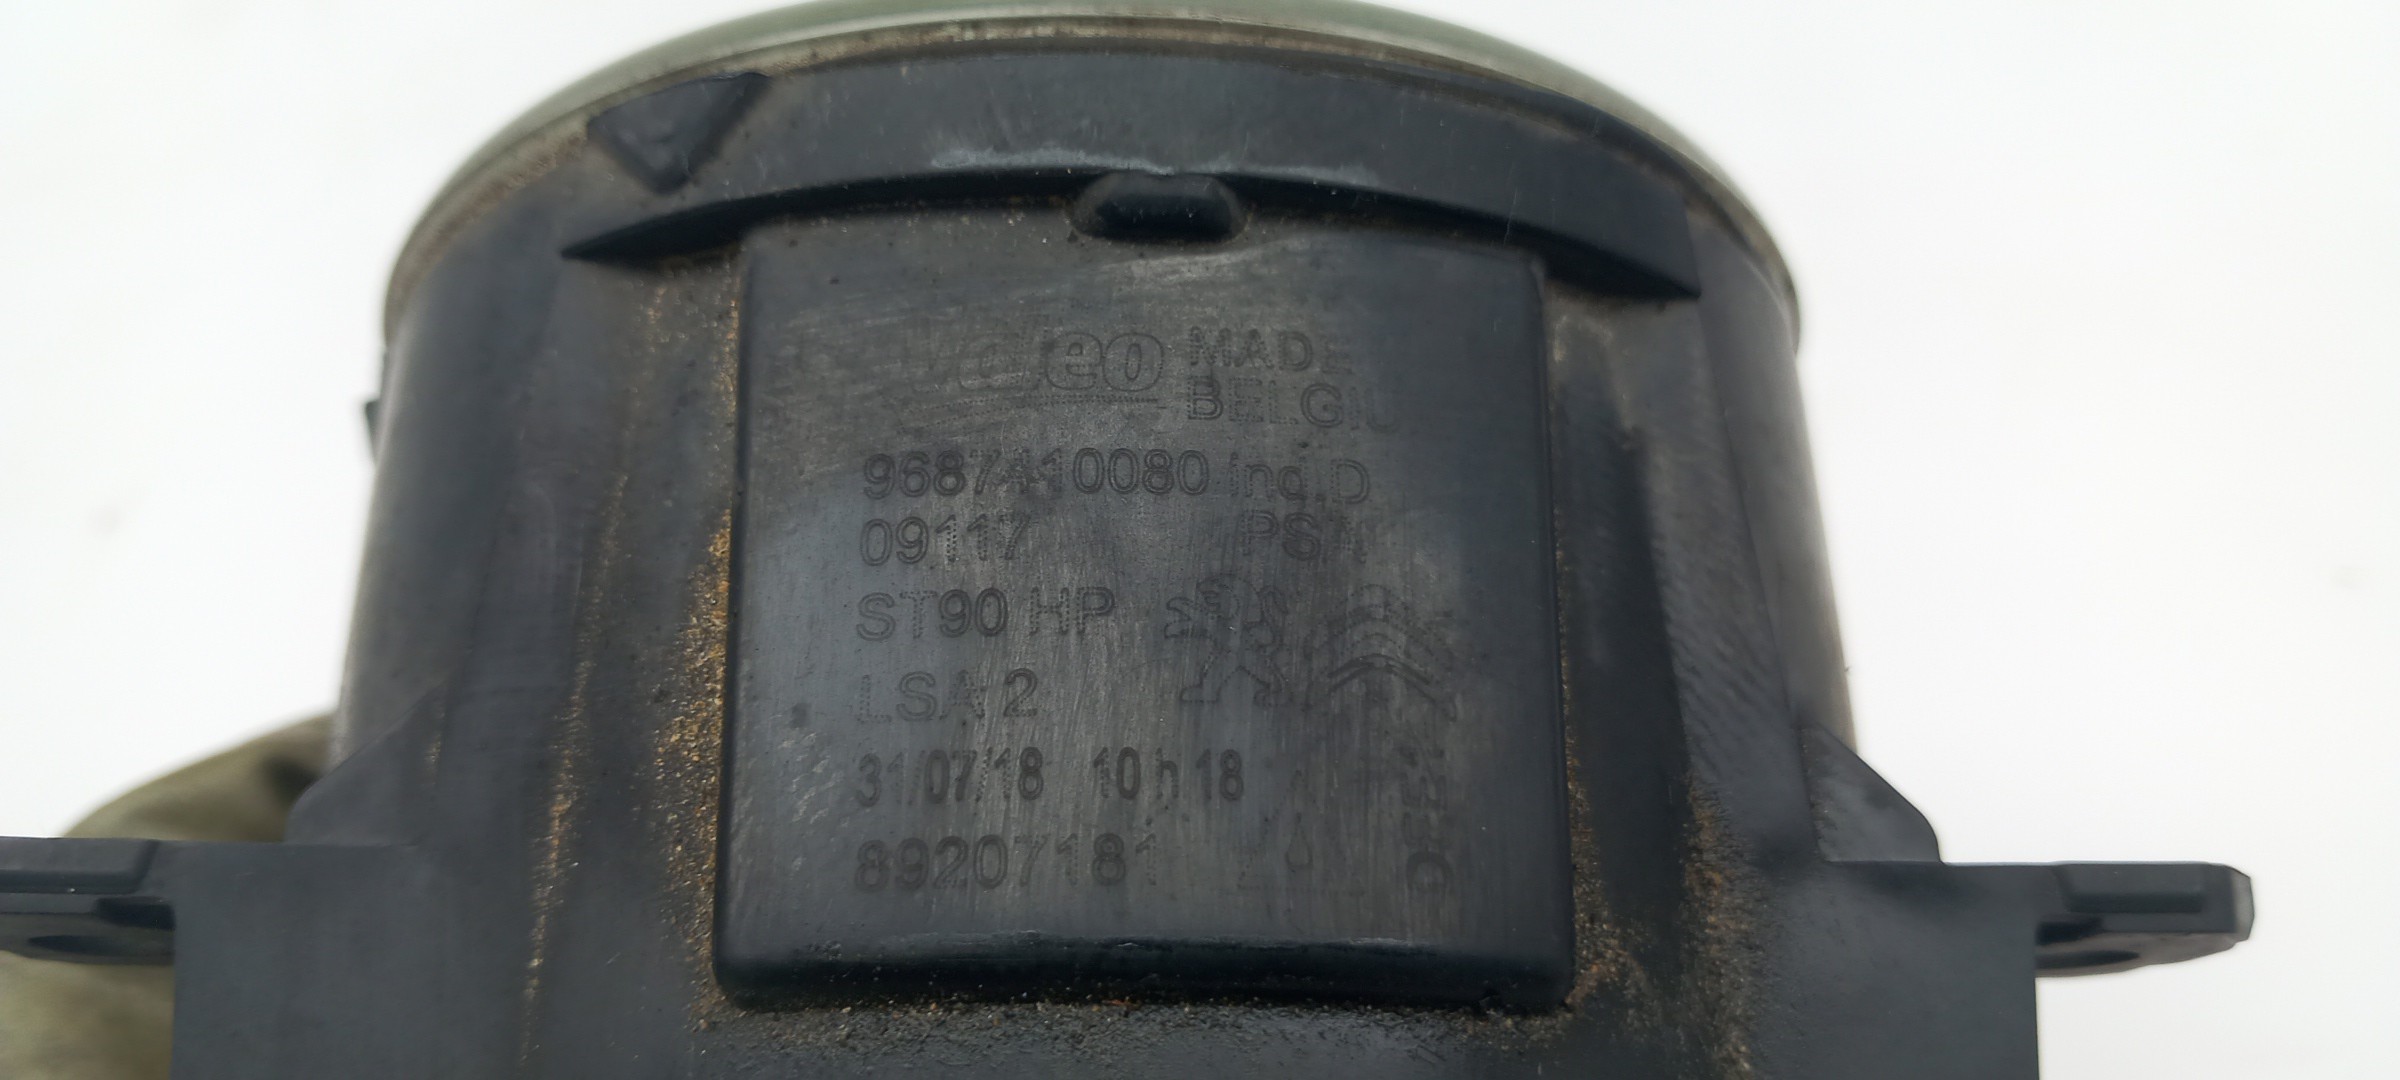 Valeo MADE
BELGIU
9687410080 Ind.D
09117 PSA
ST90 HP
LSA 2
31/07/18 10 h 18
89207181